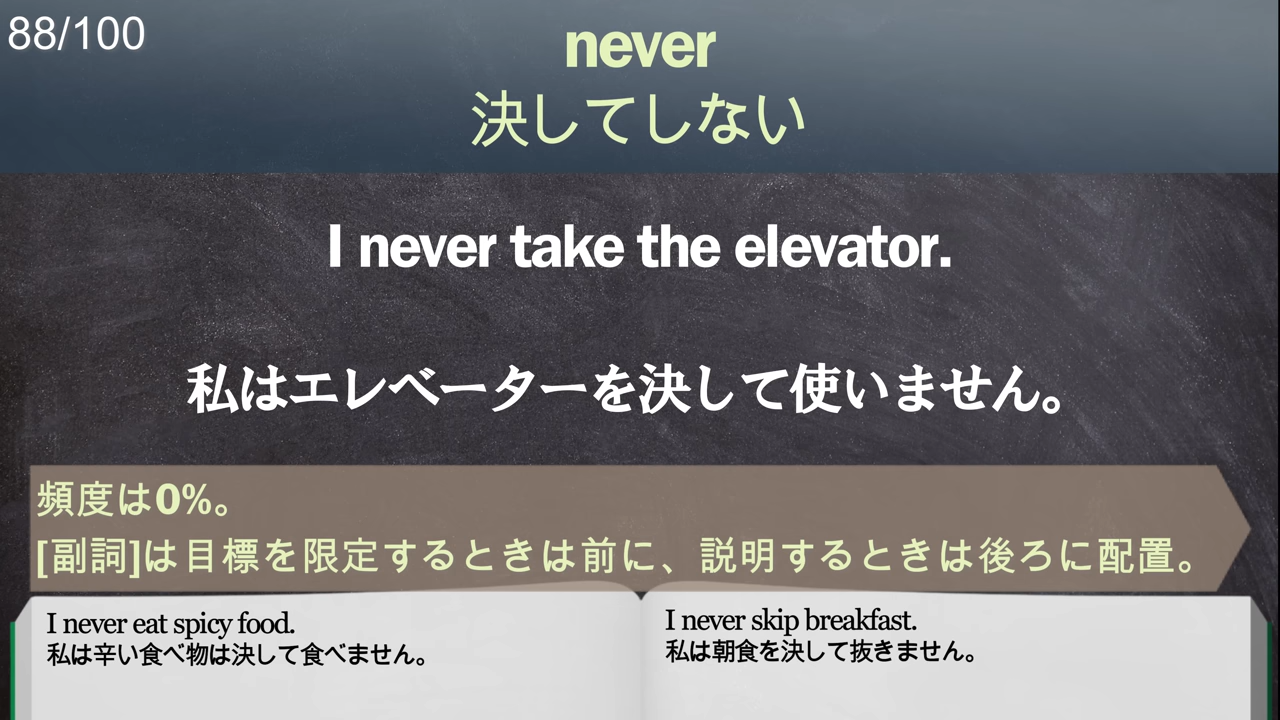 88/100
never
決してしない
I never take the elevator.
私はエレベーターを決して使いません。
頻度は0%。
[副詞]は目標を限定するときは前に、説明するときは後ろに配置。
I never eat spicy food.
私は辛い食べ物は決して食べません。
I never skip breakfast.
私は朝食を決して抜きません。